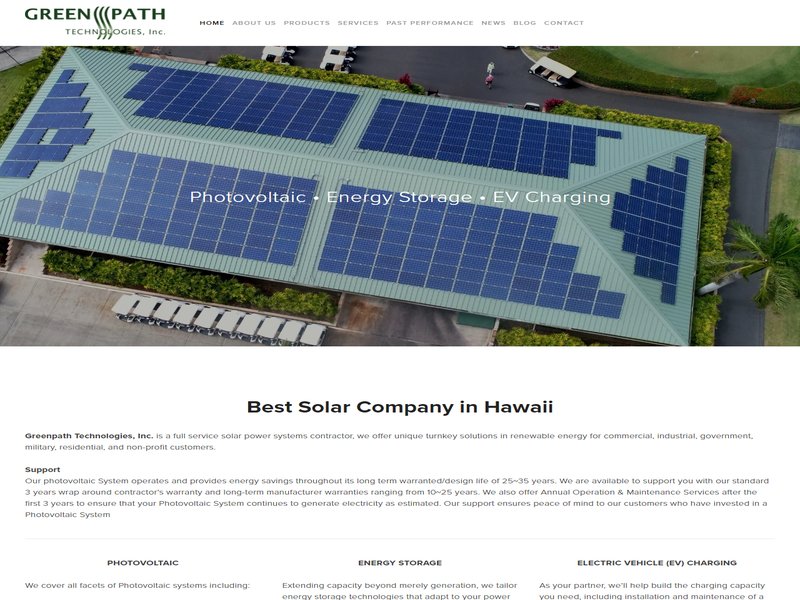 GREEN PATH
TECHNOLOGIES, Inc.
HOME ABOUT US PRODUCTS SERVICES PAST PERFORMANCE NEWS BLOG CONTACT
Photovoltaic • Energy Storage • EV Charging
Best Solar Company in Hawaii
Greenpath Technologies, Inc. is a full service solar power systems contractor, we offer unique turnkey solutions in renewable energy for commercial, industrial, government,
military, residential, and non-profit customers.
Support
Our photovoltaic System operates and provides energy savings throughout its long term warranted/design life of 25~35 years. We are available to support you with our standard
3 years wrap around contractor's warranty and long-term manufacturer warranties ranging from 10~25 years. We also offer Annual Operation & Maintenance Services after the
first 3 years to ensure that your Photovoltaic System continues to generate electricity as estimated. Our support ensures peace of mind to our customers who have invested in a
Photovoltaic System
PHOTOVOLTAIC
We cover all facets of Photovoltaic systems including:
ENERGY STORAGE
Extending capacity beyond merely generation, we tailor
energy storage technologies that adapt to your power
ELECTRIC VEHICLE (EV) CHARGING
As your partner, we'll help build the charging capacity
you need, including installation and maintenance of a